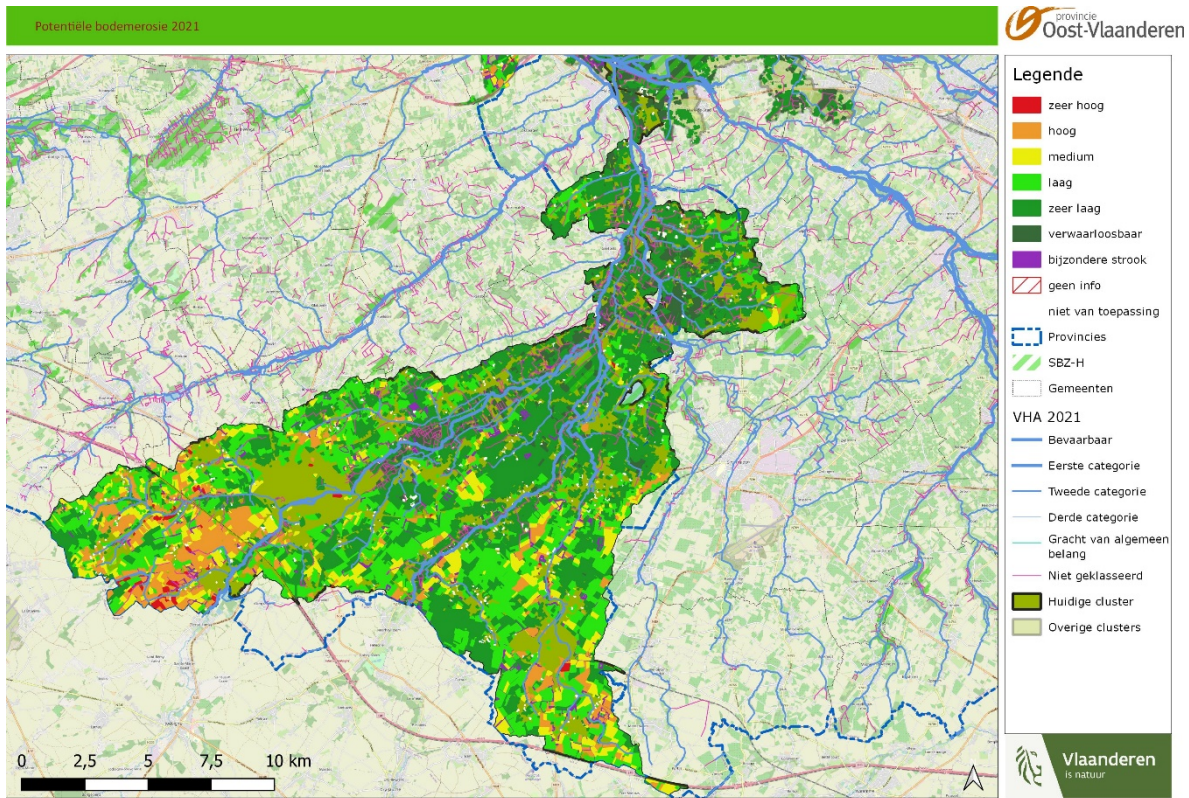 Potentiële bodemerosie 2021
provincie
Oost-Vlaanderen
Legende
zeer hoog
hoog
medium
laag
zeer laag
verwaarloosbaar
bijzondere strook
geen info
niet van toepassing
Provincies
SBZ-H
Gemeenten
VHA 2021
Bevaarbaar
Eerste categorie
Tweede categorie
Derde categorie
Gracht van algemeen
belang
Niet geklasseerd
Huidige cluster
Overige clusters
0 2,5 5 7,5 10 km
Vlaanderen
is natuur